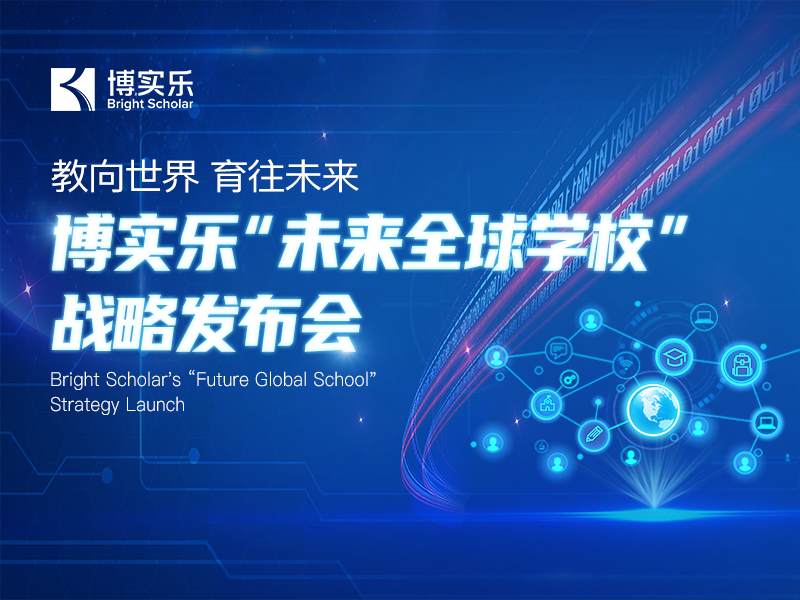 博实乐
Bright Scholar
教向世界 育往未来
博实乐“未来全球学校”
战略发布会
Bright Scholar's “Future Global School”
Strategy Launch